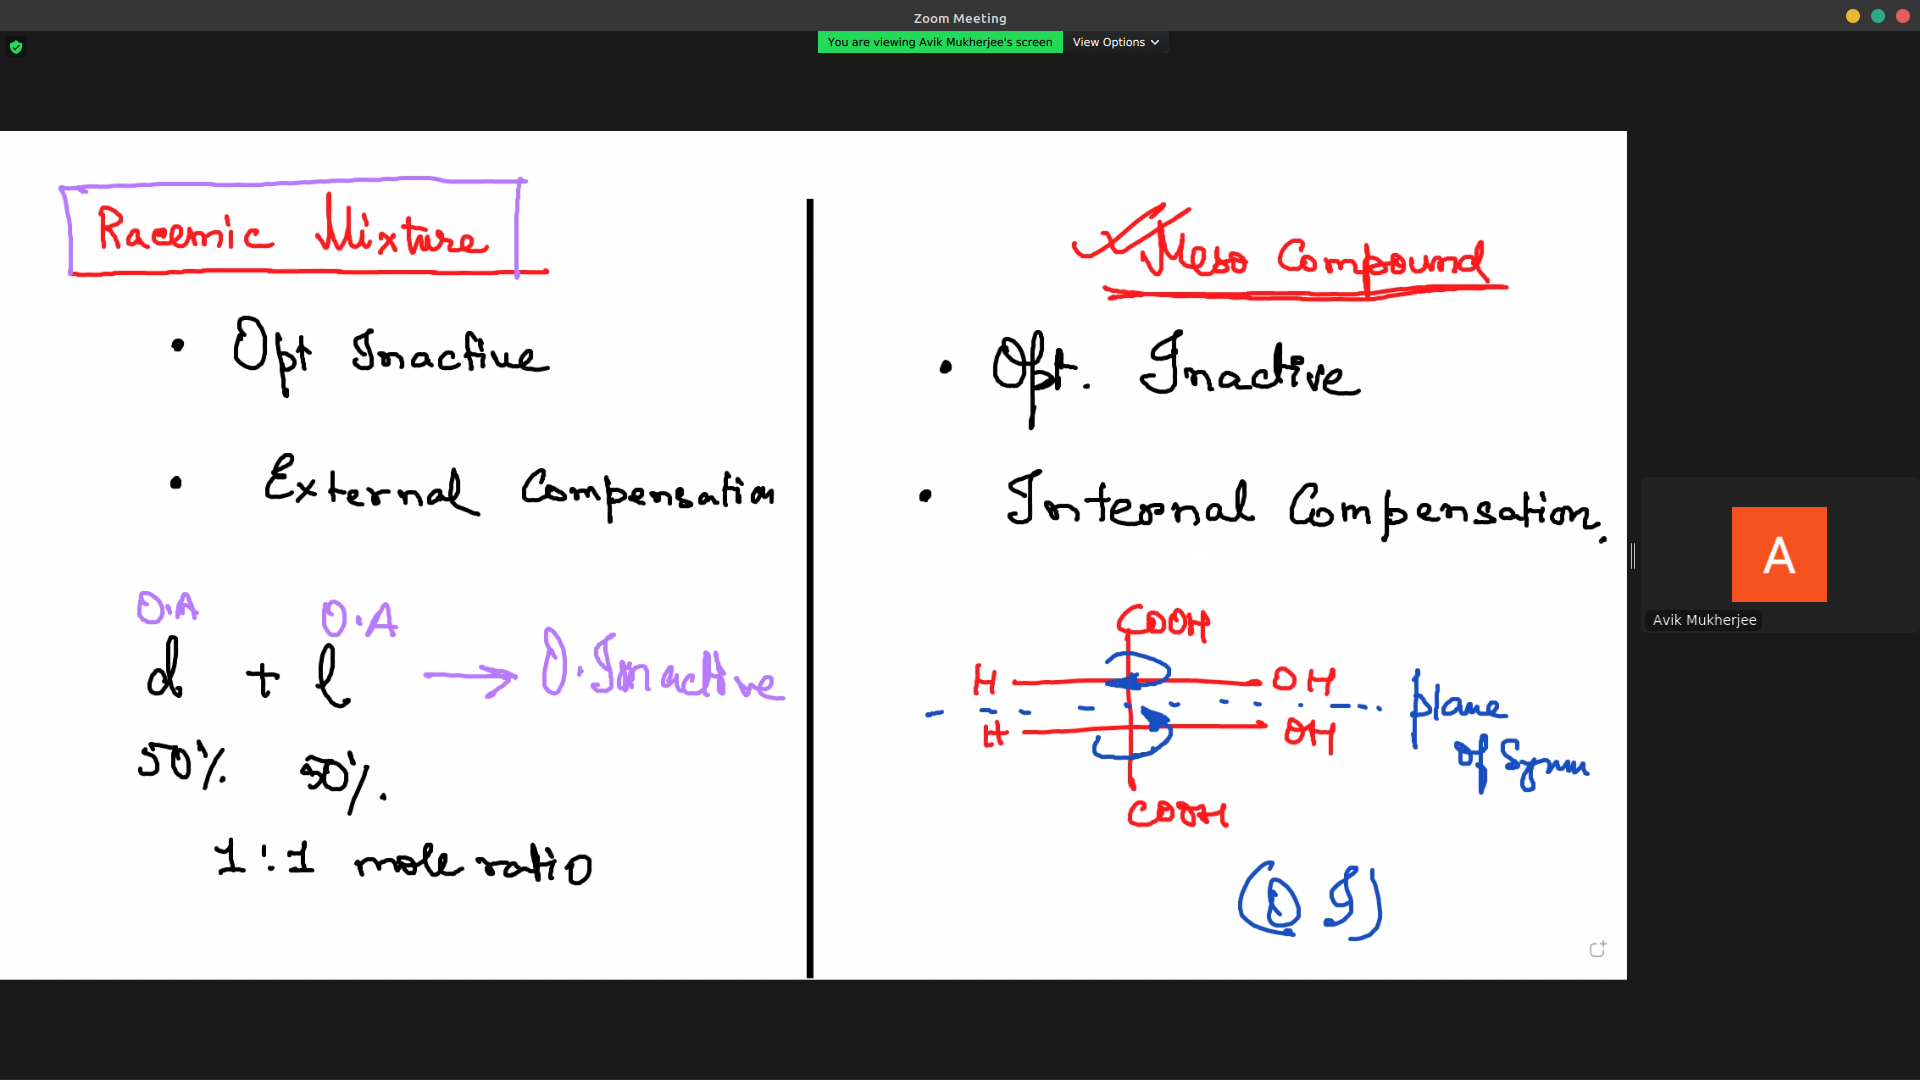 Zoom Meeting
You are viewing Avik Mukherjee's screen View Options
Racemic Mixture
• Opt Inactive
• External Compensation
O.A O.A
d + l → O.Inactive
50% 50%.
1:1 mole ratio
Meso Compound
• Opt. Inactive
• Internal Compensation.
COOH
H OH
plane
H OH
of Symm
COOH
(O I)
A
Avik Mukherjee